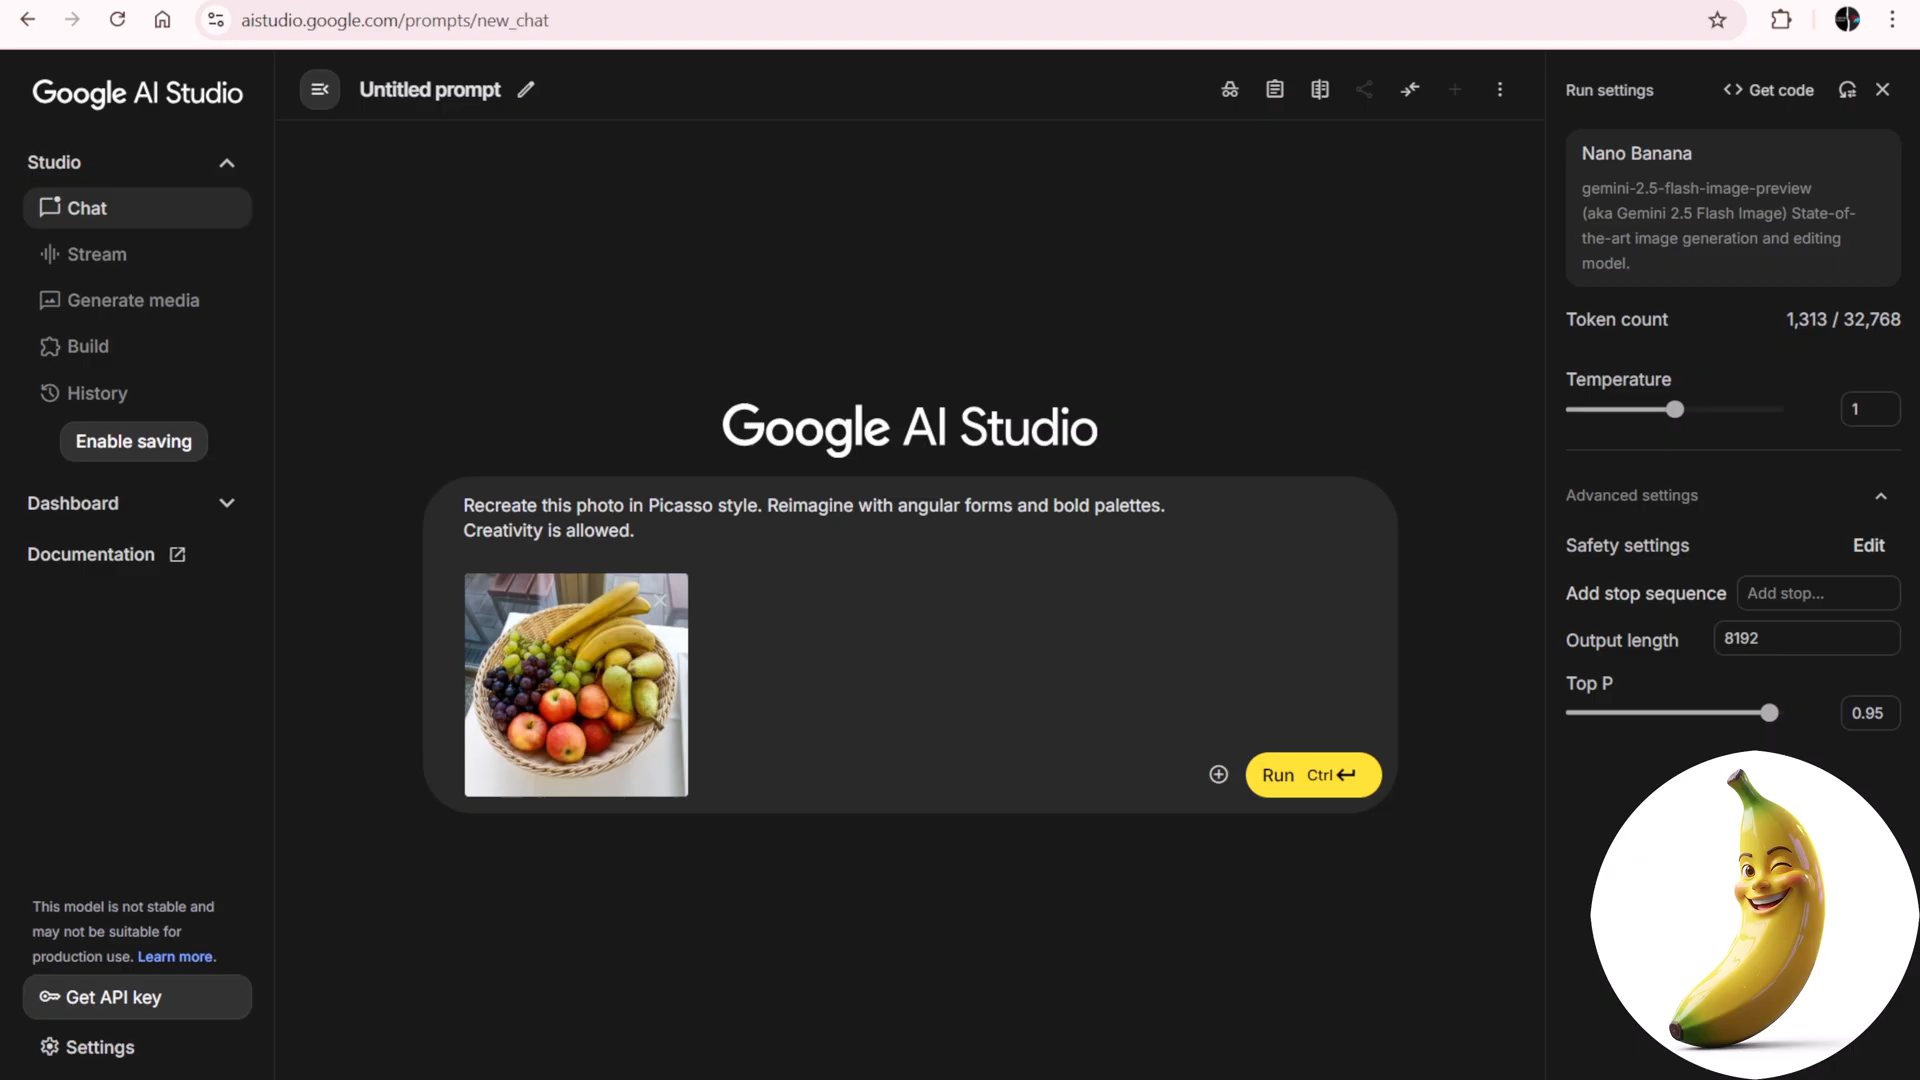 aistudio.google.com/prompts/new_chat
Google AI Studio
Studio
Chat
Stream
Generate media
Build
History
Enable saving
Dashboard
Documentation
This model is not stable and
may not be suitable for
production use. Learn more.
Get API key
Settings
Untitled prompt
Google AI Studio
Recreate this photo in Picasso style. Reimagine with angular forms and bold palettes.
Creativity is allowed.
Run Ctrl
Run settings
Get code
Nano Banana
gemini-2.5-flash-image-preview
(aka Gemini 2.5 Flash Image) State-of-
the-art image generation and editing
model.
Token count 1,313 / 32,768
Temperature
1
Advanced settings
Safety settings Edit
Add stop sequence Add stop...
Output length 8192
Top P
0.95